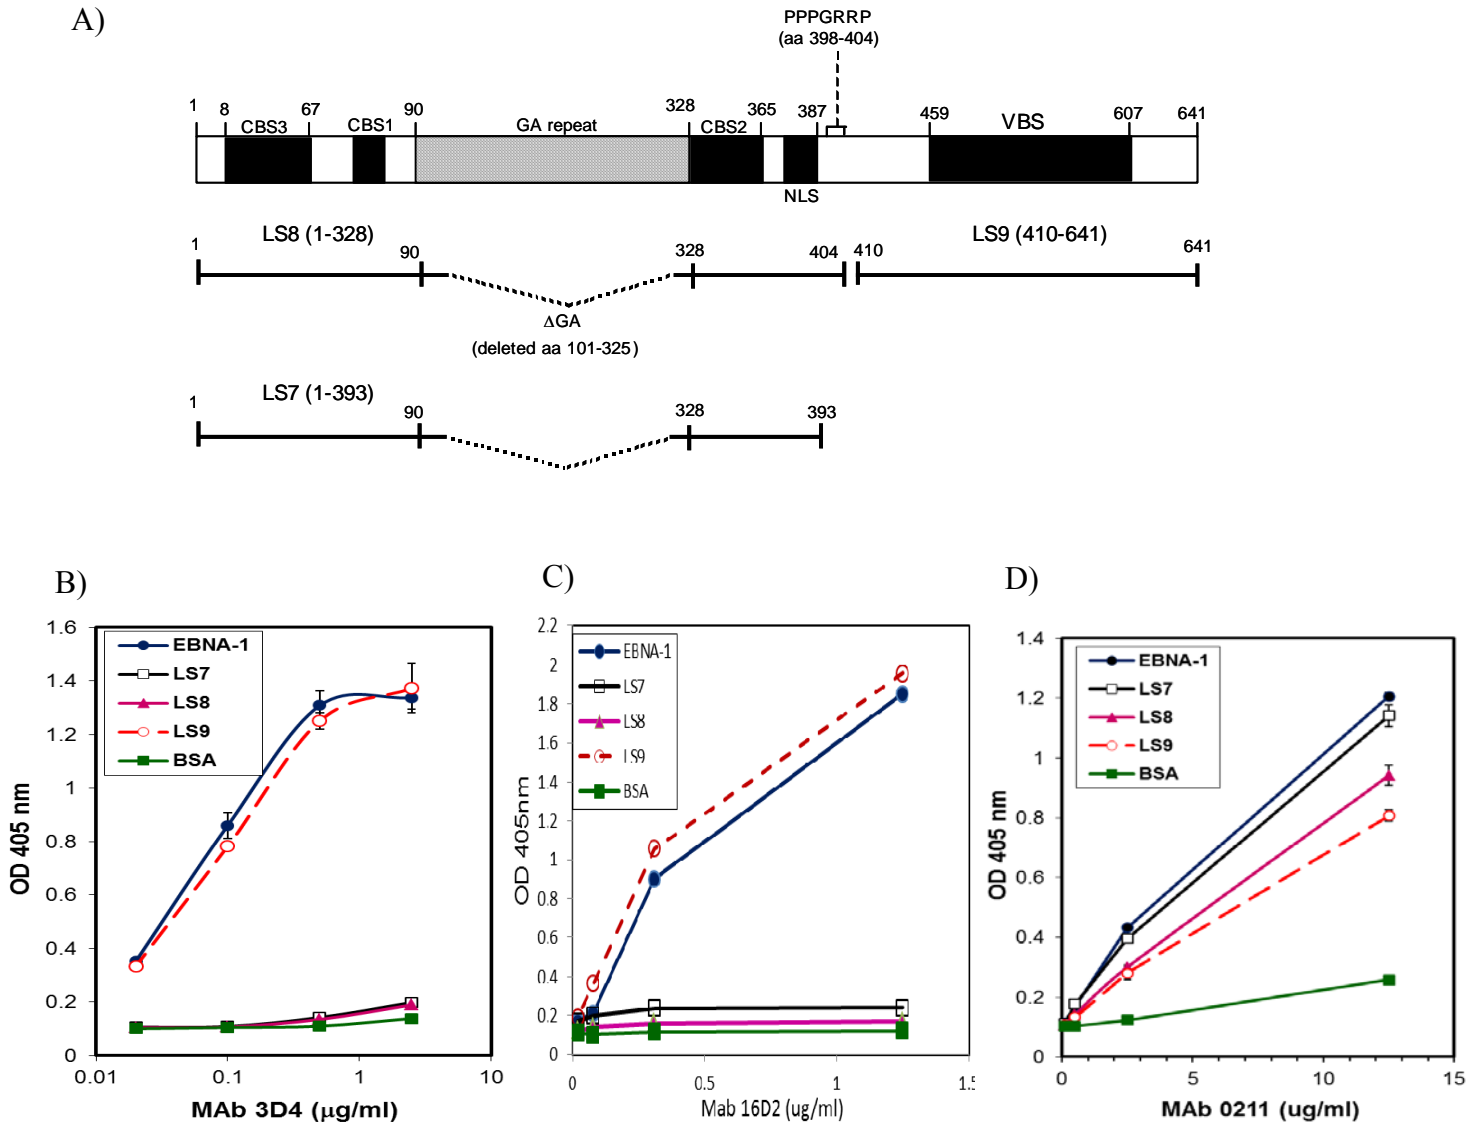 A)
PPPGRRP
(aa 398-404)
1 8 67 90 328 365 387 459 607 641
CBS3 CBS1 GA repeat CBS2 VBS
NLS
LS8 (1-328) LS9 (410-641)
1 90 328 404 410 641
ΔGA
(deleted aa 101-325)
LS7 (1-393)
1 90 328 393
B)
EBNA-1
LS7
LS8
LS9
BSA
OD 405 nm
1.6
1.4
1.2
1
0.8
0.6
0.4
0.2
0
0.01 0.1 1 10
MAb 3D4 (µg/ml)
C)
EBNA-1
LS7
LS8
LS9
BSA
OD 405nm
2.2
2
1.8
1.6
1.4
1.2
1
0.8
0.6
0.4
0.2
0
0 0.5 1 1.5
Mab 16D2 (ug/ml)
D)
EBNA-1
LS7
LS8
LS9
BSA
OD 405 nm
1.4
1.2
1
0.8
0.6
0.4
0.2
0
0 5 10 15
MAb 0211 (ug/ml)